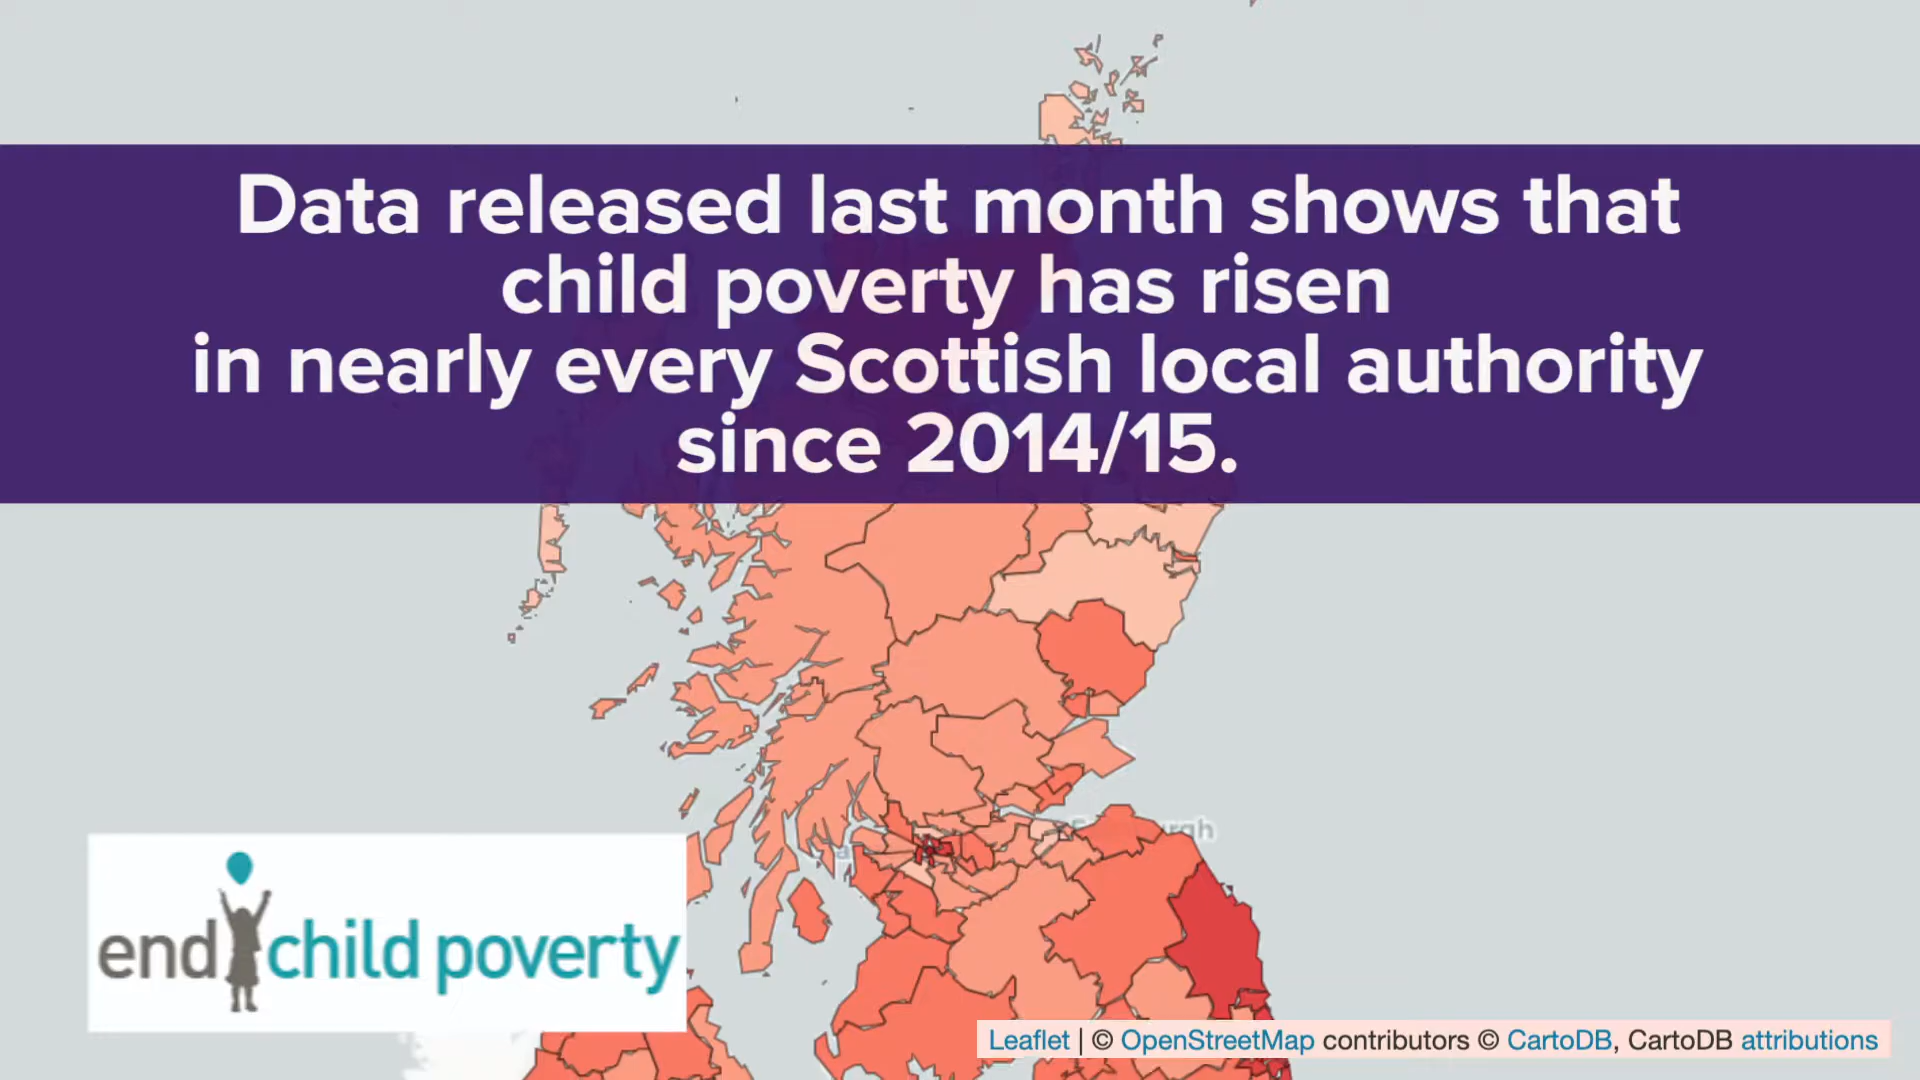 Data released last month shows that
child poverty has risen
in nearly every Scottish local authority
since 2014/15.
end child poverty
Leaflet | © OpenStreetMap contributors © CartoDB, CartoDB attributions